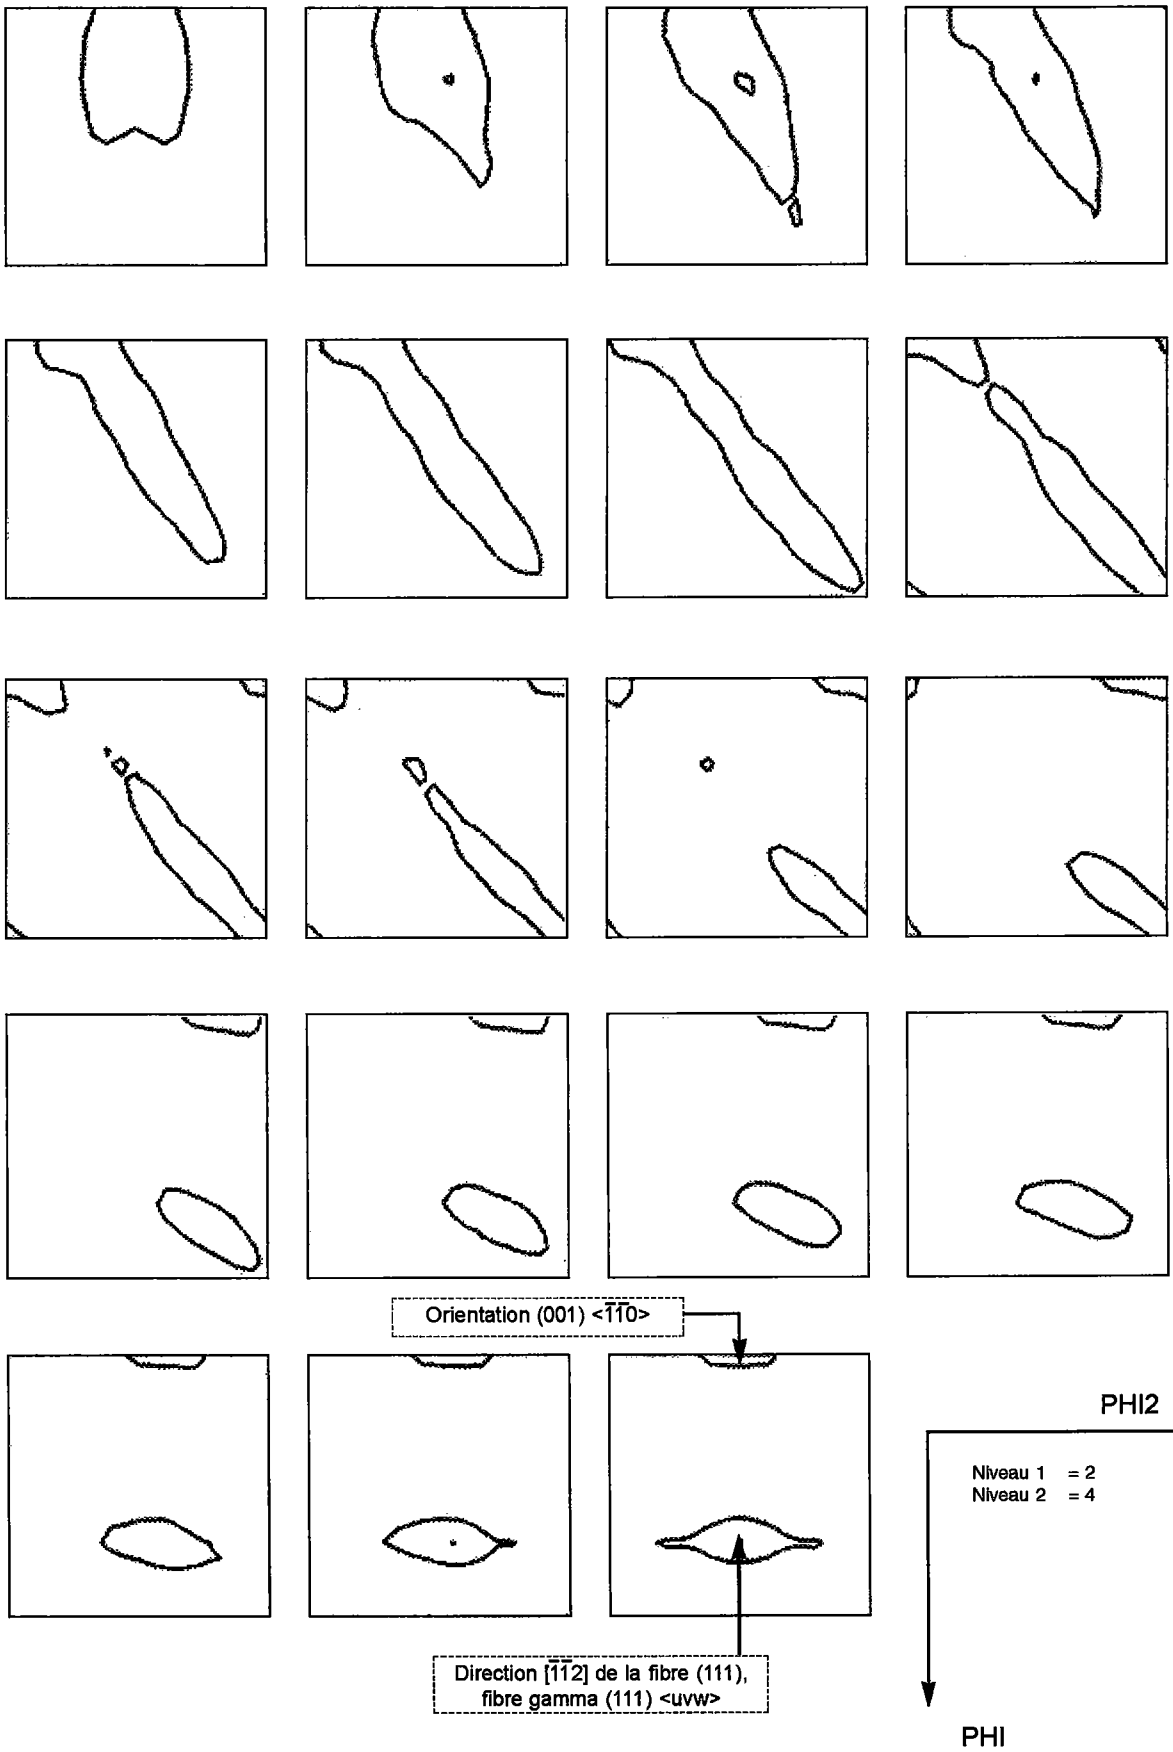 Orientation (001) <1̅1̅0>
PHI2
Niveau 1 = 2
Niveau 2 = 4
Direction [1̅1̅2] de la fibre (111),
fibre gamma (111) <uvw>
PHI